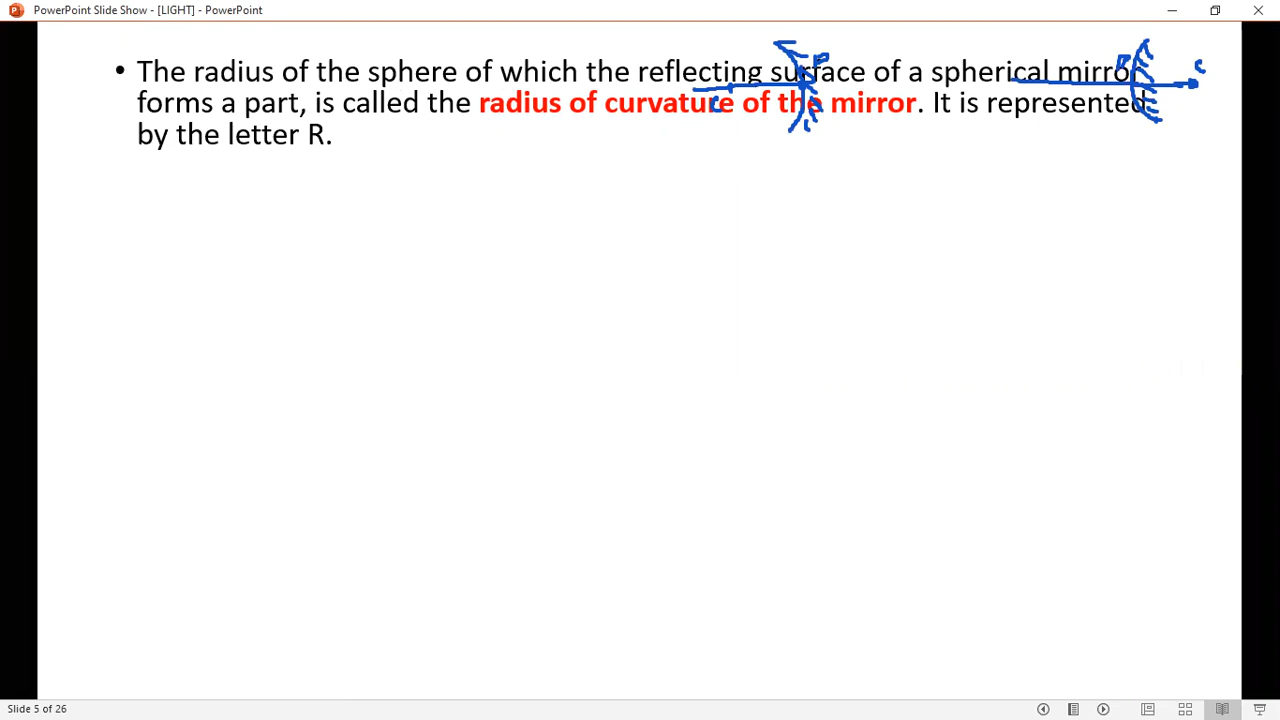 PowerPoint Slide Show - [LIGHT] - PowerPoint
• The radius of the sphere of which the reflecting surface of a spherical mirror
forms a part, is called the radius of curvature of the mirror. It is represented
by the letter R.
P
C
P
C
Slide 5 of 26